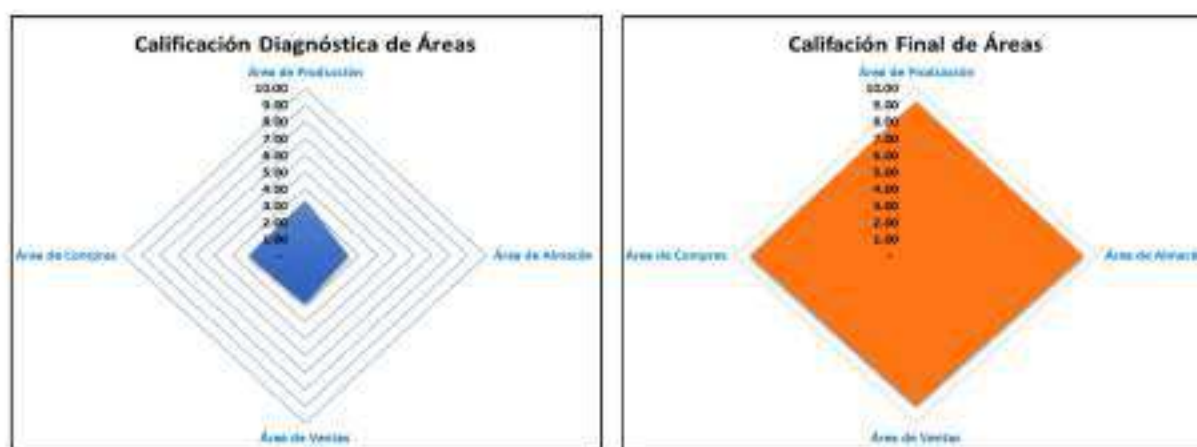 Calificación Diagnóstica de Áreas
Área de Producción
10.00
9.00
8.00
7.00
6.00
5.00
4.00
3.00
2.00
1.00
-
Área de Compras
Área de Almacén
Área de Ventas
Califación Final de Áreas
Área de Producción
10.00
9.00
8.00
7.00
6.00
5.00
4.00
3.00
2.00
1.00
-
Área de Compras
Área de Almacé
Área de Ventas